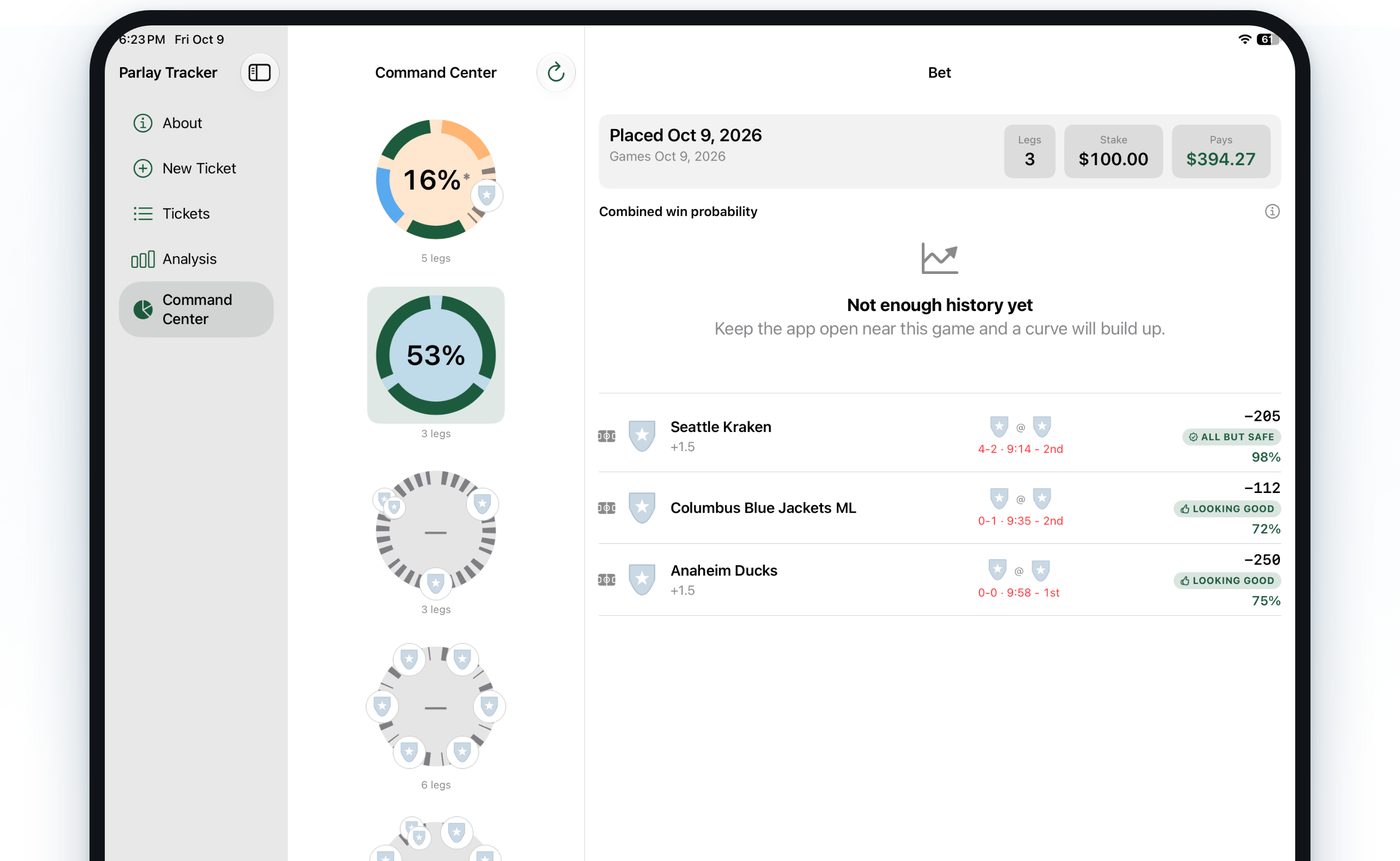 6:23 PM Fri Oct 9
Parlay Tracker
About
New Ticket
Tickets
Analysis
Command
Center
Command Center
16%*
5 legs
53%
3 legs
—
3 legs
—
6 legs
Bet
Placed Oct 9, 2026
Games Oct 9, 2026
Legs
3
Stake
$100.00
Pays
$394.27
Combined win probability
Not enough history yet
Keep the app open near this game and a curve will build up.
Seattle Kraken
+1.5
@
4-2 · 9:14 - 2nd
−205
ALL BUT SAFE
98%
Columbus Blue Jackets ML
@
0-1 · 9:35 - 2nd
−112
LOOKING GOOD
72%
Anaheim Ducks
+1.5
@
0-0 · 9:58 - 1st
−250
LOOKING GOOD
75%